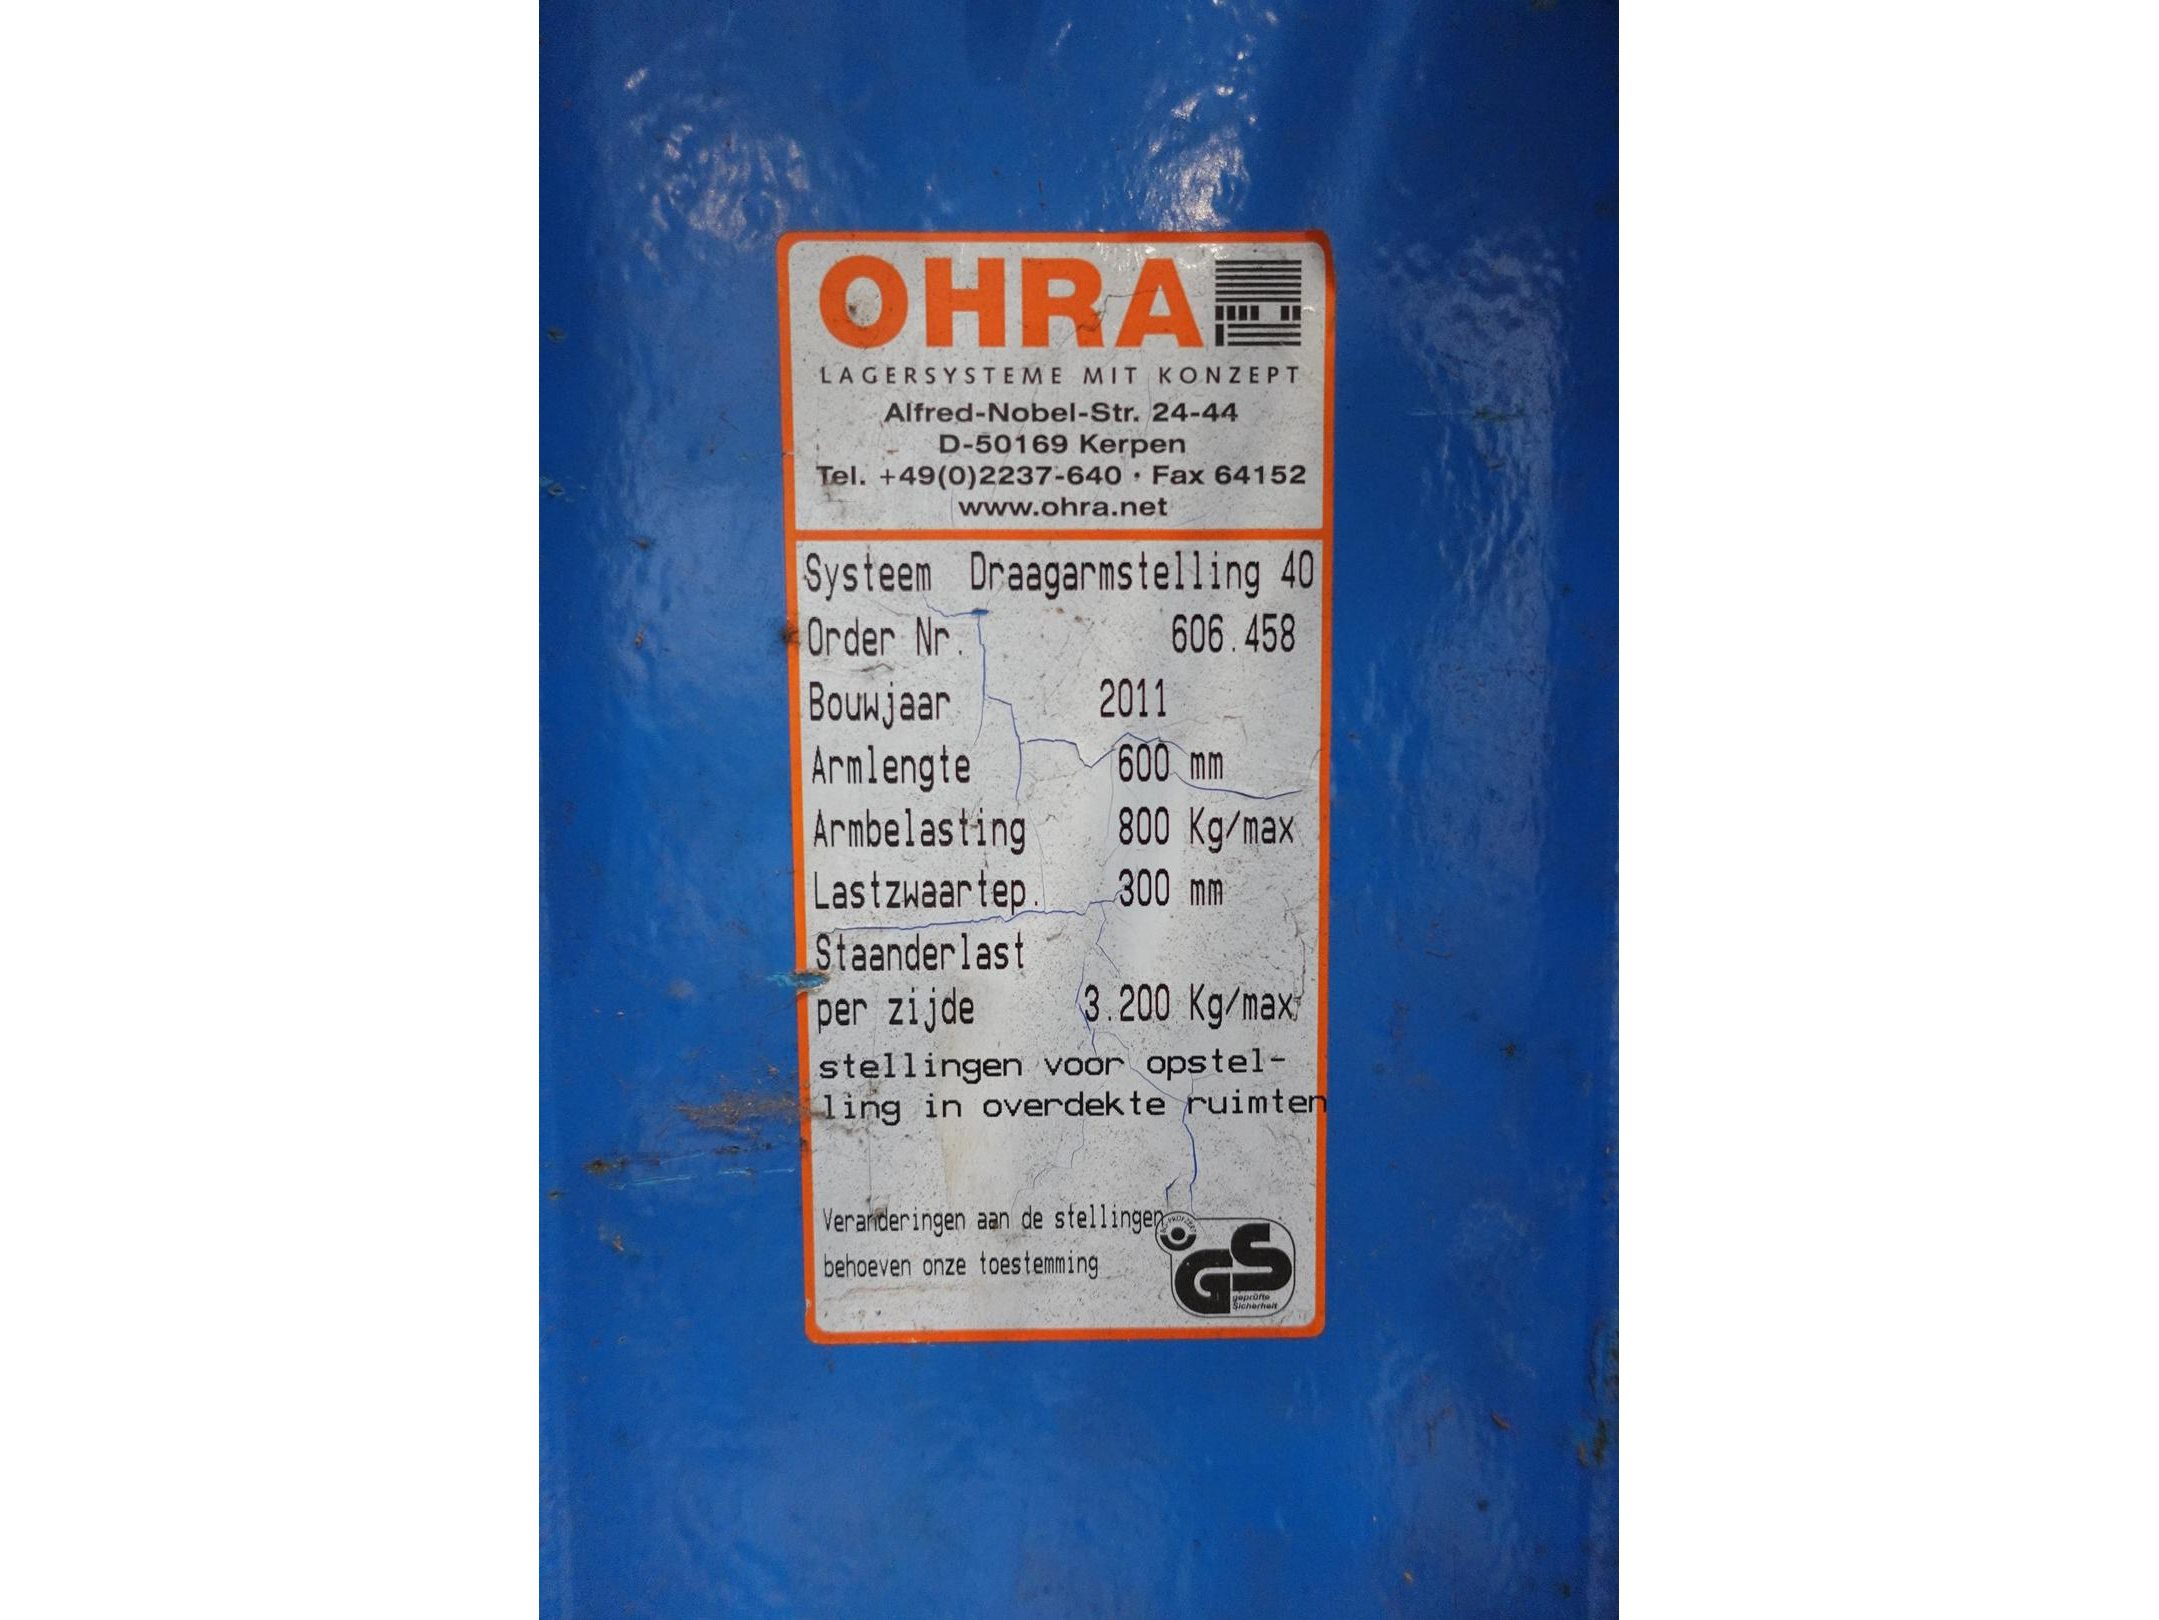 OHRA
LAGERSYSTEME MIT KONZEPT
Alfred-Nobel-Str. 24-44
D-50169 Kerpen
Tel. +49(0)2237-640 · Fax 64152
www.ohra.net
Systeem Draagarmstelling 40
Order Nr. 606.458
Bouwjaar 2011
Armlengte 600 mm
Armbelasting 800 Kg/max
Lastzwaartep. 300 mm
Staanderlast
per zijde 3.200 Kg/max
stellingen voor opstel-
ling in overdekte ruimten
Veranderingen aan de stellingen
behoeven onze toestemming
GS
geprüfte
Sicherheit